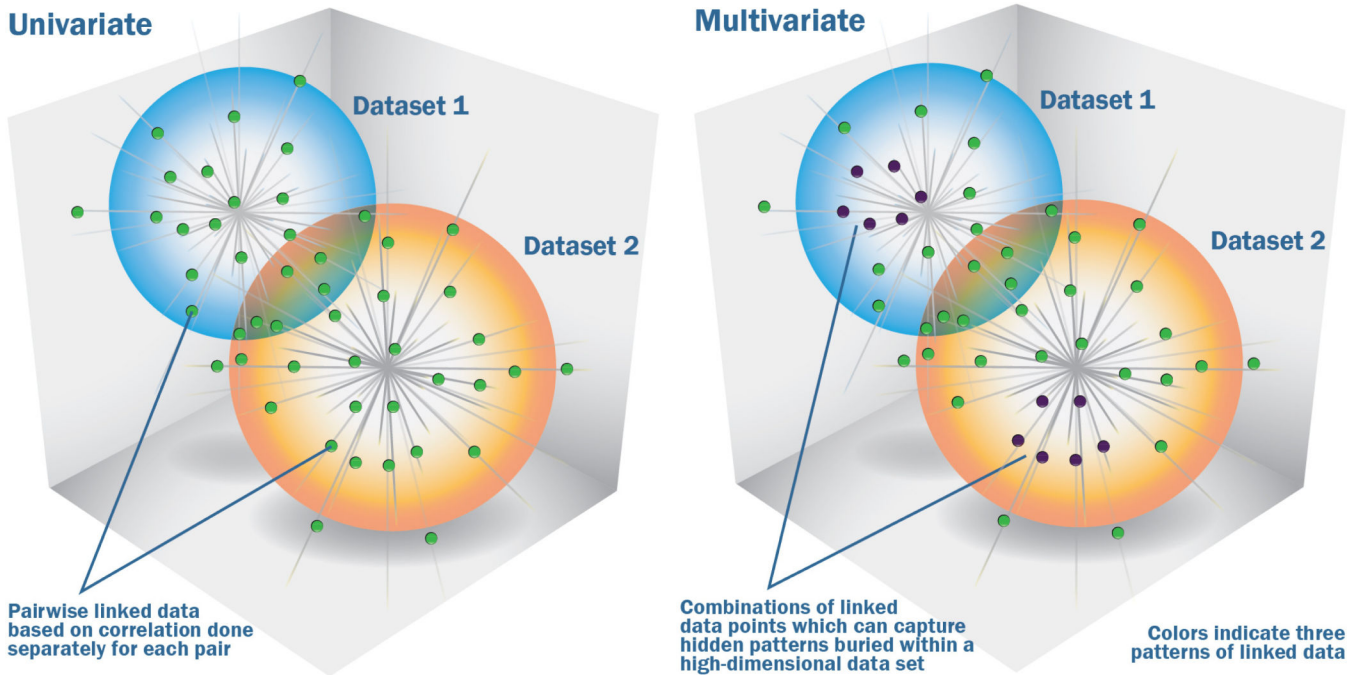 Univariate
Dataset 1
Dataset 2
Pairwise linked data
based on correlation done
separately for each pair
Multivariate
Dataset 1
Dataset 2
Combinations of linked
data points which can capture
hidden patterns buried within a
high-dimensional data set
Colors indicate three
patterns of linked data